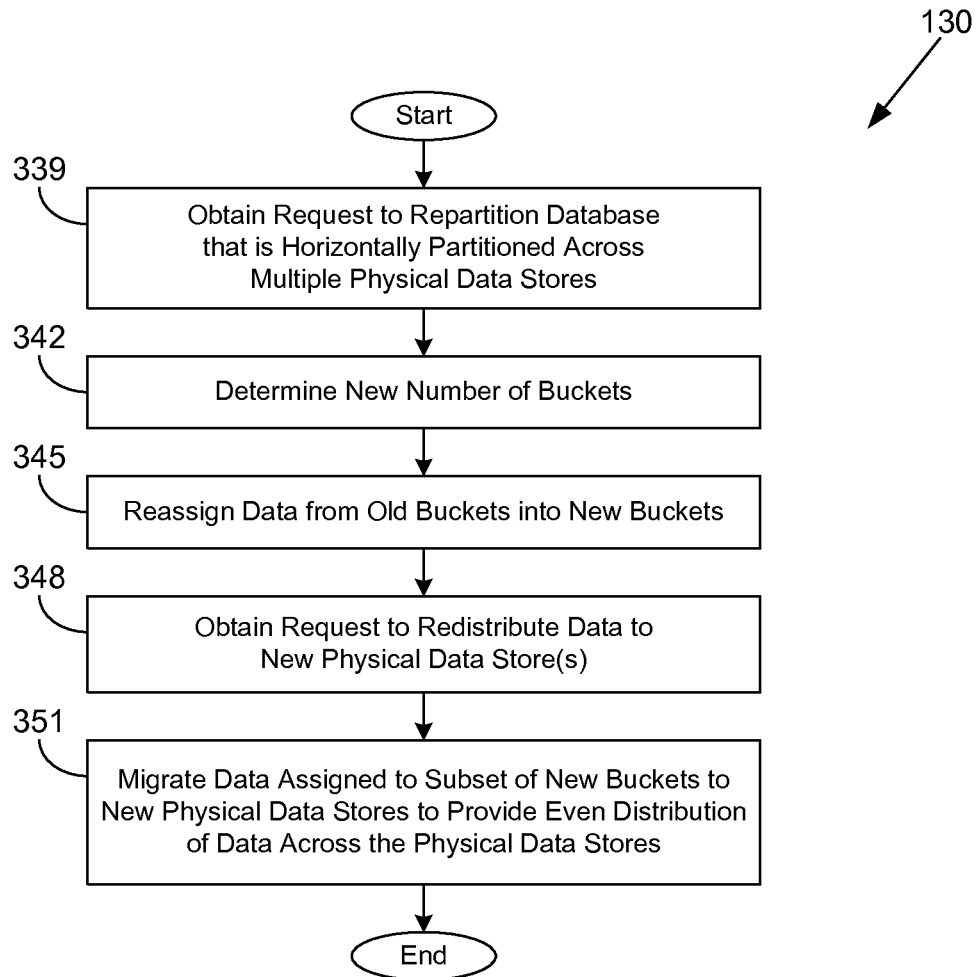 130
Start
339
Obtain Request to Repartition Database
that is Horizontally Partitioned Across
Multiple Physical Data Stores
342
Determine New Number of Buckets
345
Reassign Data from Old Buckets into New Buckets
348
Obtain Request to Redistribute Data to
New Physical Data Store(s)
351
Migrate Data Assigned to Subset of New Buckets to
New Physical Data Stores to Provide Even Distribution
of Data Across the Physical Data Stores
End